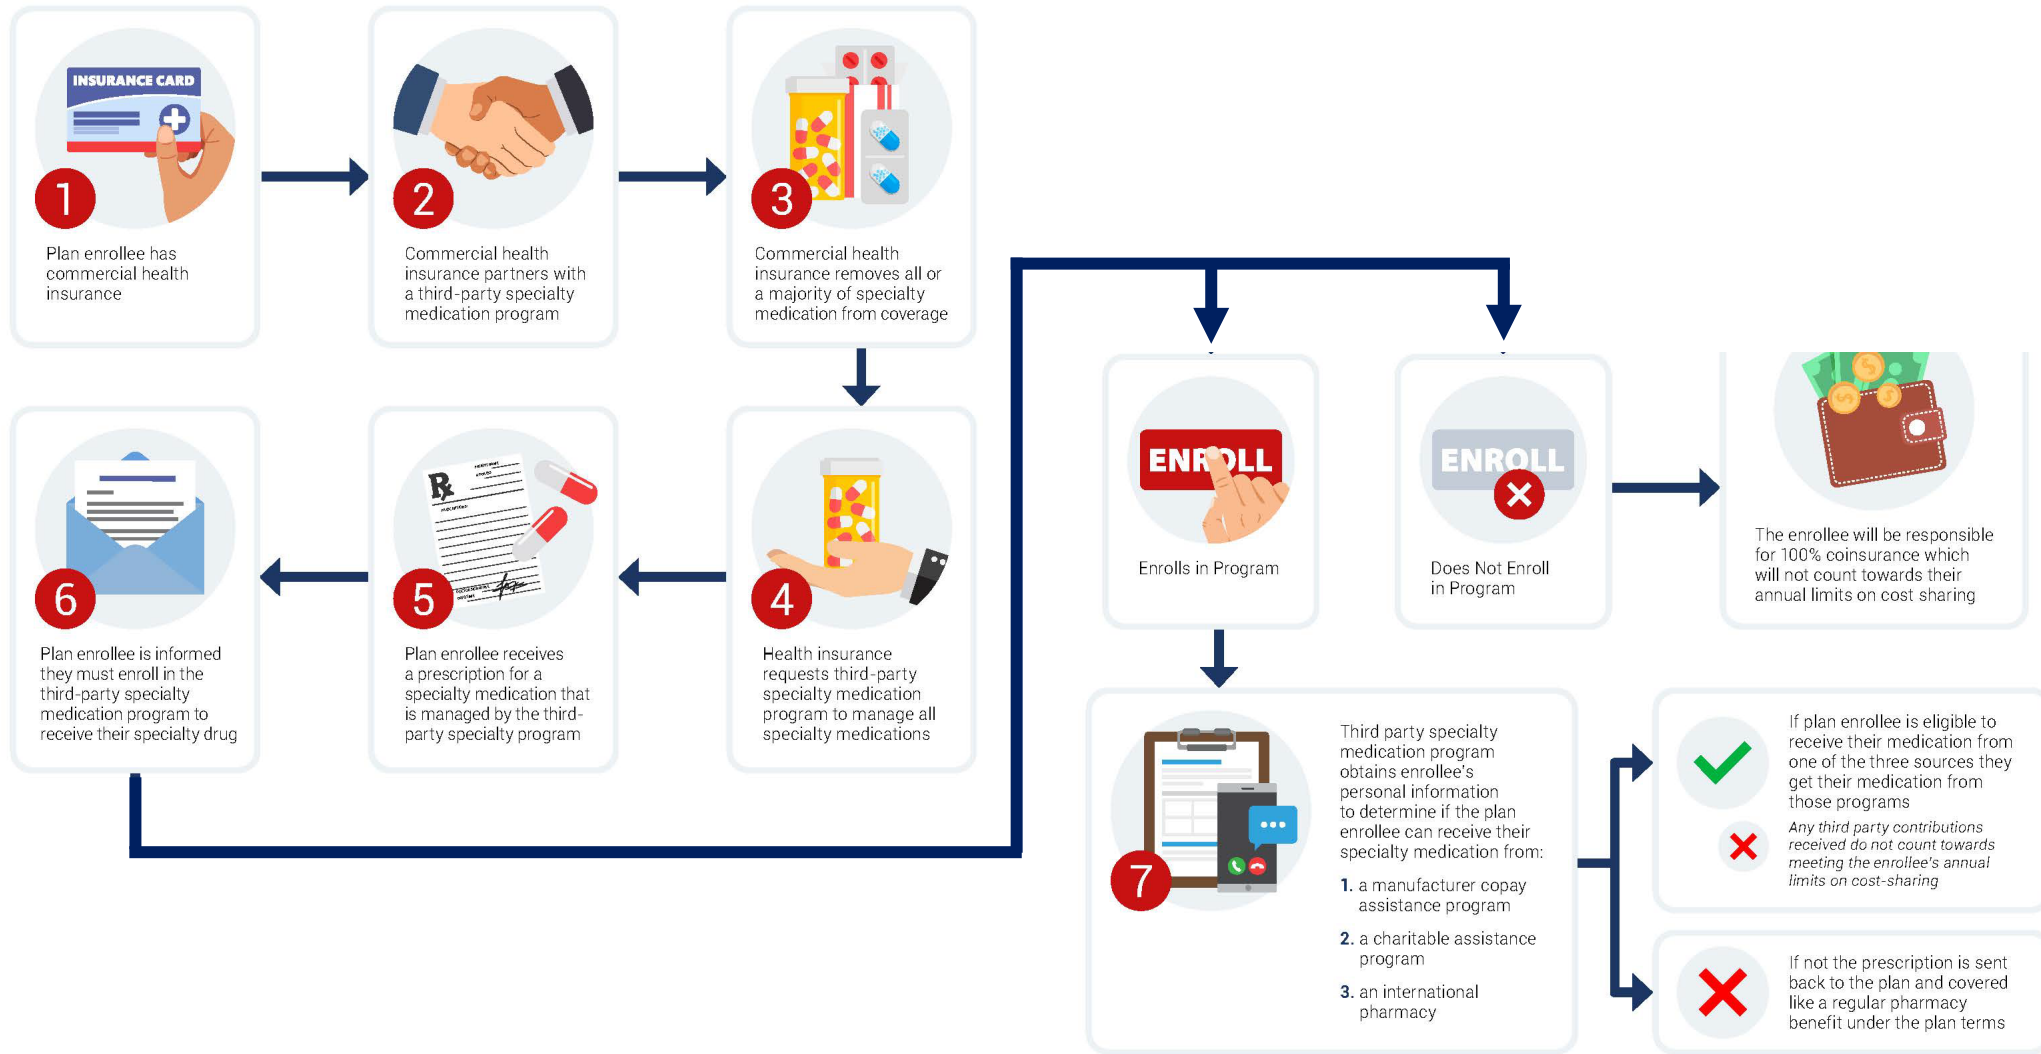 INSURANCE CARD
1
Plan enrollee has
commercial health
insurance
2
Commercial health
insurance partners with
a third-party specialty
medication program
3
Commercial health
insurance removes all or
a majority of specialty
medication from coverage
4
Health insurance
requests third-party
specialty medication
program to manage all
specialty medications
Rx
5
Plan enrollee receives
a prescription for a
specialty medication that
is managed by the third-
party specialty program
6
Plan enrollee is informed
they must enroll in the
third-party specialty
medication program to
receive their specialty drug
ENROLL
Enrolls in Program
ENROLL
Does Not Enroll
in Program
The enrollee will be responsible
for 100% coinsurance which
will not count towards their
annual limits on cost sharing
7
Third party specialty
medication program
obtains enrollee's
personal information
to determine if the plan
enrollee can receive their
specialty medication from:
1. a manufacturer copay
assistance program
2. a charitable assistance
program
3. an international
pharmacy
If plan enrollee is eligible to
receive their medication from
one of the three sources they
get their medication from
those programs
Any third party contributions
received do not count towards
meeting the enrollee's annual
limits on cost-sharing
If not the prescription is sent
back to the plan and covered
like a regular pharmacy
benefit under the plan terms